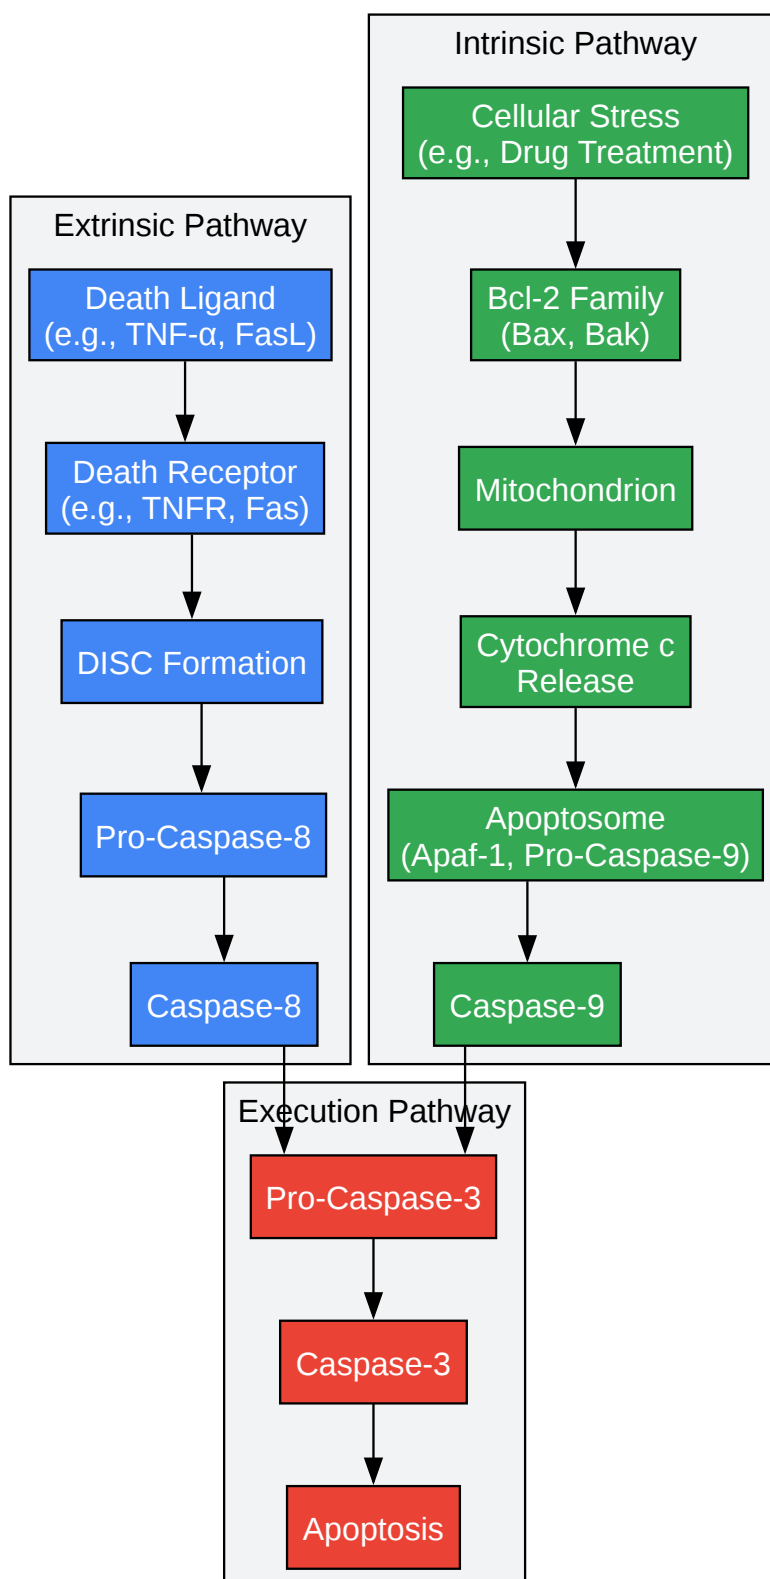 Extrinsic Pathway
Death Ligand
(e.g., TNF-α, FasL)
Death Receptor
(e.g., TNFR, Fas)
DISC Formation
Pro-Caspase-8
Caspase-8
Intrinsic Pathway
Cellular Stress
(e.g., Drug Treatment)
Bcl-2 Family
(Bax, Bak)
Mitochondrion
Cytochrome c
Release
Apoptosome
(Apaf-1, Pro-Caspase-9)
Caspase-9
Execution Pathway
Pro-Caspase-3
Caspase-3
Apoptosis